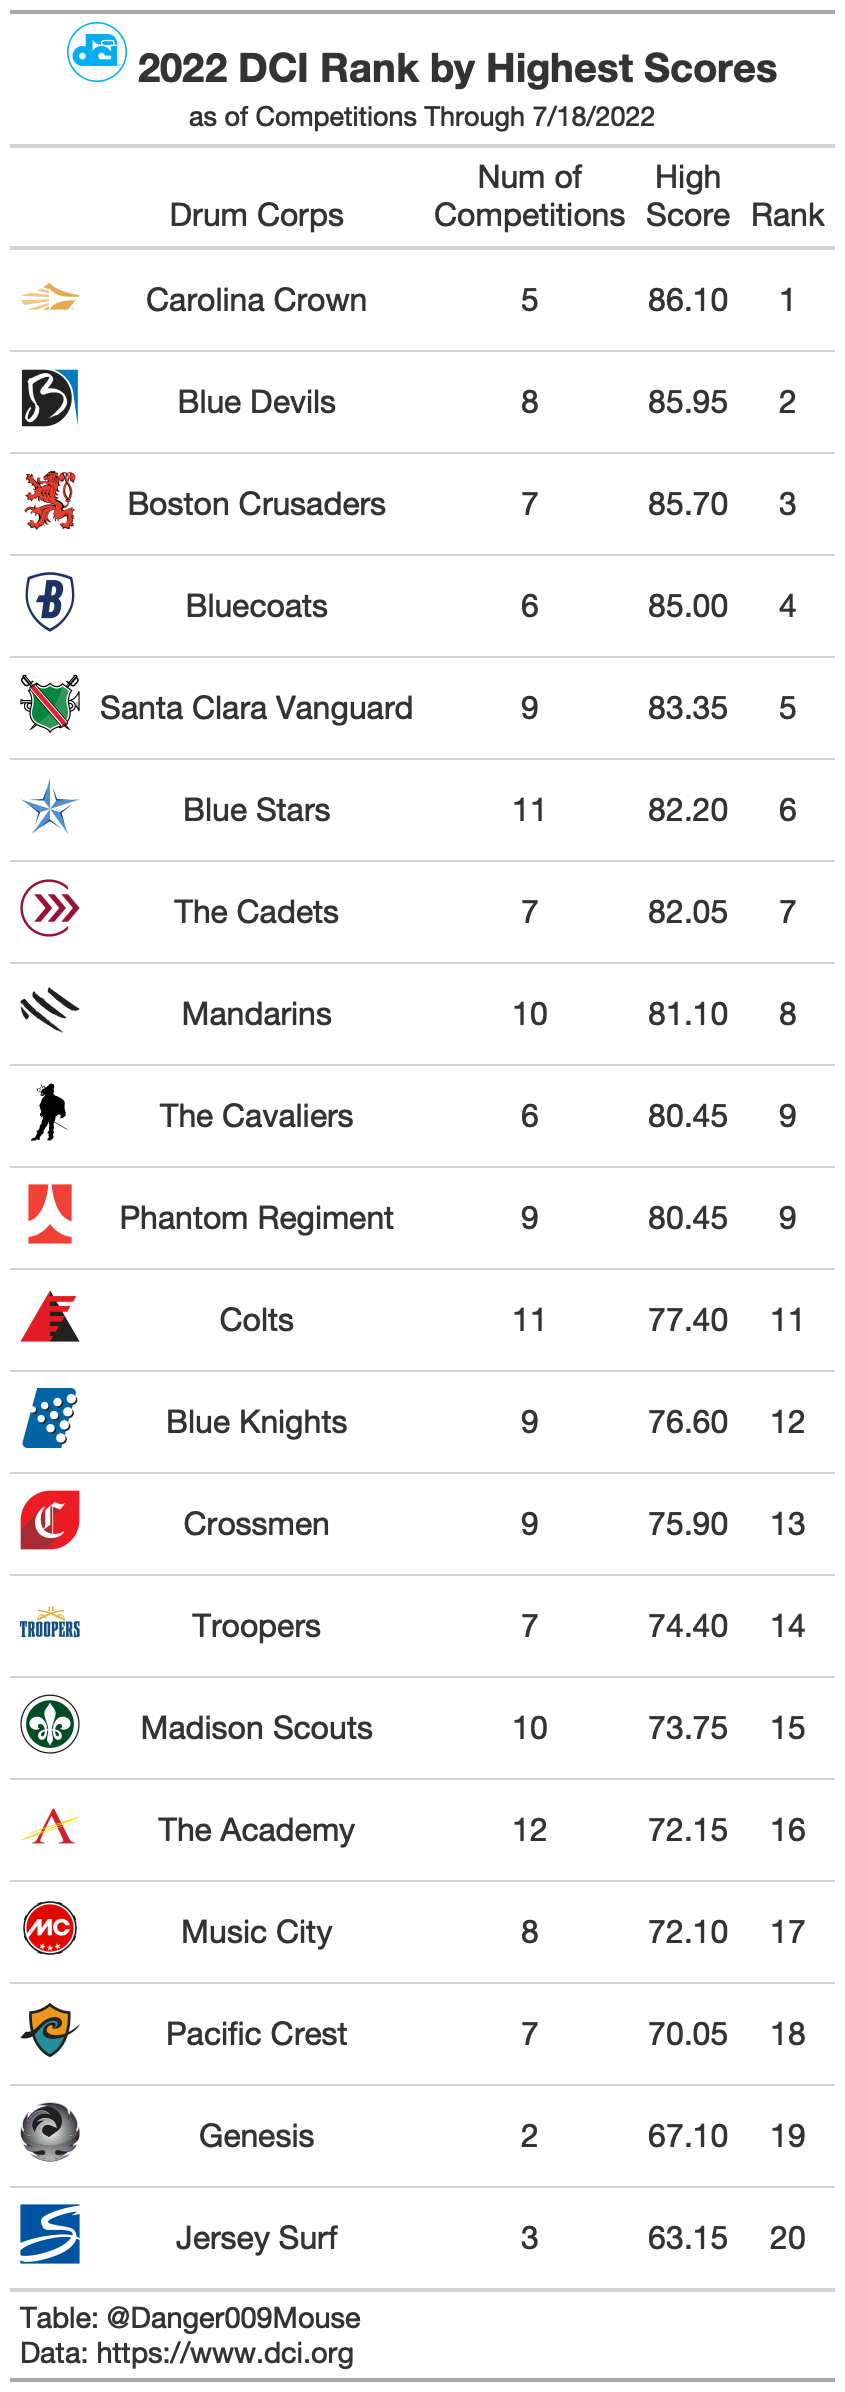 dci
2022 DCI Rank by Highest Scores
as of Competitions Through 7/18/2022
Drum Corps Num of Competitions High Score Rank
Carolina Crown 5 86.10 1
B Blue Devils 8 85.95 2
Boston Crusaders 7 85.70 3
B Bluecoats 6 85.00 4
Santa Clara Vanguard 9 83.35 5
Blue Stars 11 82.20 6
The Cadets 7 82.05 7
Mandarins 10 81.10 8
The Cavaliers 6 80.45 9
Phantom Regiment 9 80.45 9
Colts 11 77.40 11
Blue Knights 9 76.60 12
C Crossmen 9 75.90 13
TROOPERS Troopers 7 74.40 14
Madison Scouts 10 73.75 15
A The Academy 12 72.15 16
MC Music City 8 72.10 17
Pacific Crest 7 70.05 18
Genesis 2 67.10 19
S Jersey Surf 3 63.15 20
Table: @Danger009Mouse
Data: https://www.dci.org